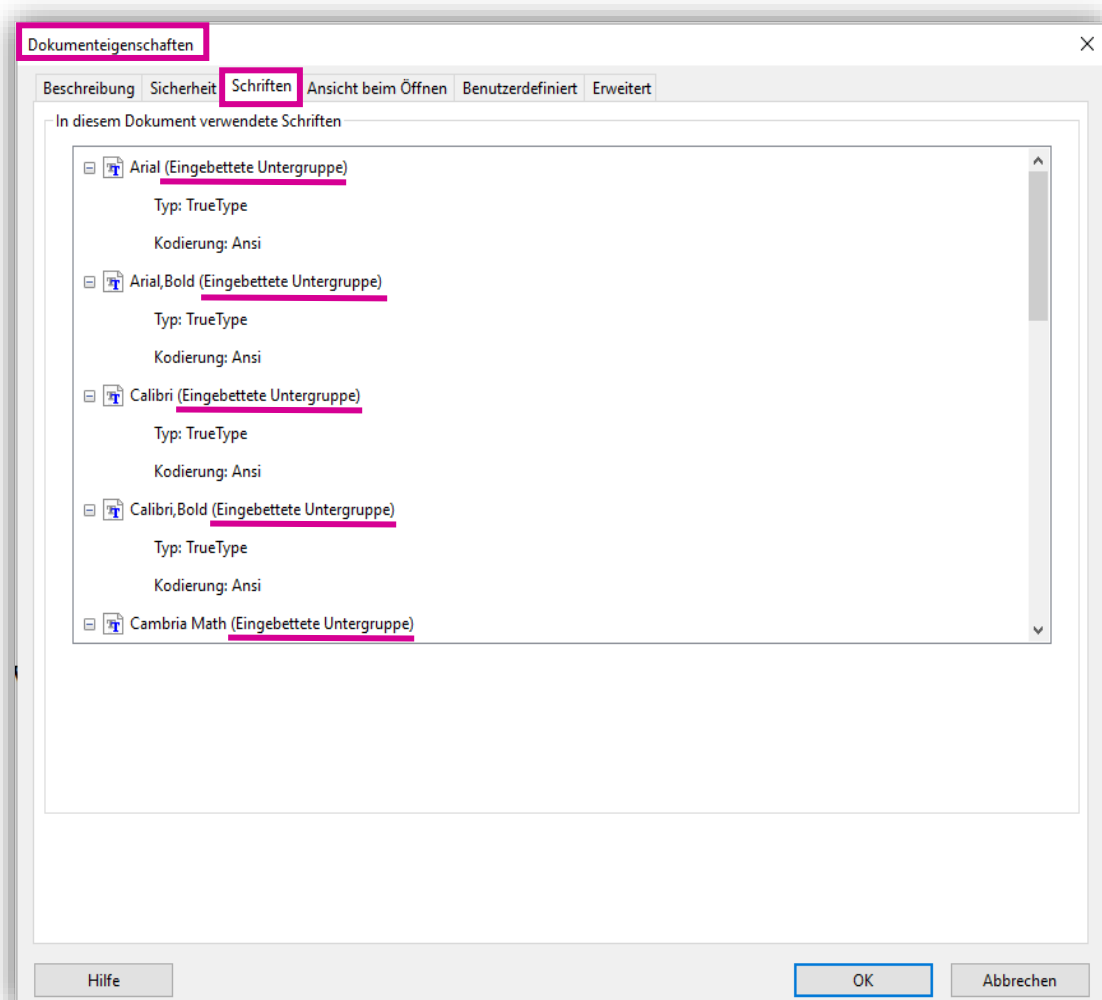 Dokumenteigenschaften
Beschreibung Sicherheit Schriften Ansicht beim Öffnen Benutzerdefiniert Erweitert
In diesem Dokument verwendete Schriften
Arial (Eingebettete Untergruppe)
Typ: TrueType
Kodierung: Ansi
Arial,Bold (Eingebettete Untergruppe)
Typ: TrueType
Kodierung: Ansi
Calibri (Eingebettete Untergruppe)
Typ: TrueType
Kodierung: Ansi
Calibri,Bold (Eingebettete Untergruppe)
Typ: TrueType
Kodierung: Ansi
Cambria Math (Eingebettete Untergruppe)
Hilfe OK Abbrechen